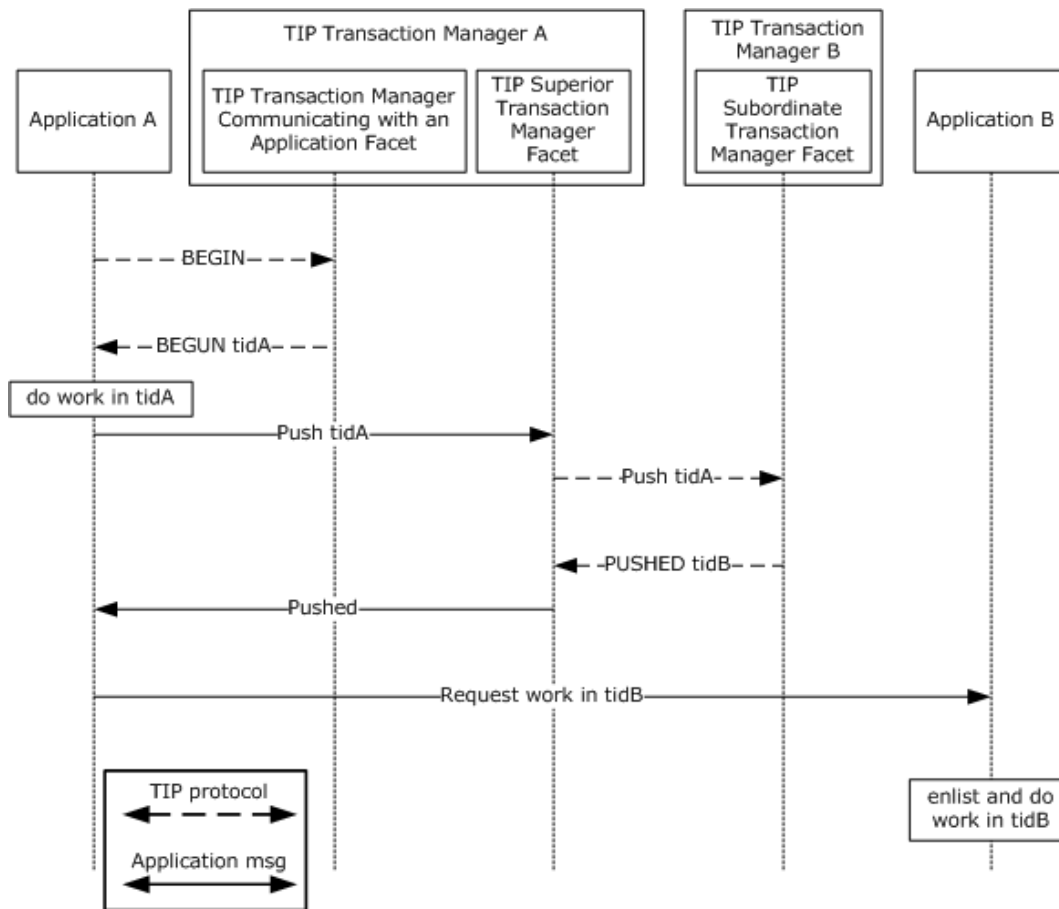 TIP Transaction Manager A
TIP Transaction
Manager B
Application A
TIP Transaction Manager
Communicating with an
Application Facet
TIP Superior
Transaction
Manager
Facet
TIP
Subordinate
Transaction
Manager Facet
Application B
BEGIN
BEGUN tidA
do work in tidA
Push tidA
Push tidA
PUSHED tidB
Pushed
Request work in tidB
TIP protocol
Application msg
enlist and do
work in tidB